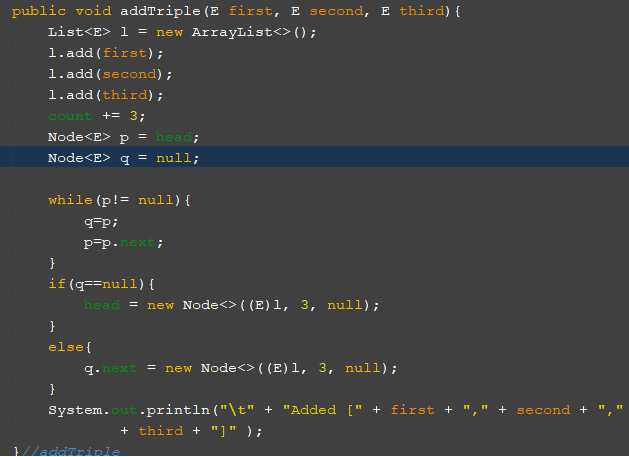 public void addTriple(E first, E second, E third){
List<E> l = new ArrayList<>();
l.add(first);
l.add(second);
l.add(third);
count += 3;
Node<E> p = head;
Node<E> q = null;
while(p!= null){
q=p;
p=p.next;
}
if(q==null){
head = new Node<>((E)l, 3, null);
}
else{
q.next = new Node<>((E)l, 3, null);
}
System.out.println("\t" + "Added [" + first + "," + second + ","
+ third + "]" );
}//addTriple